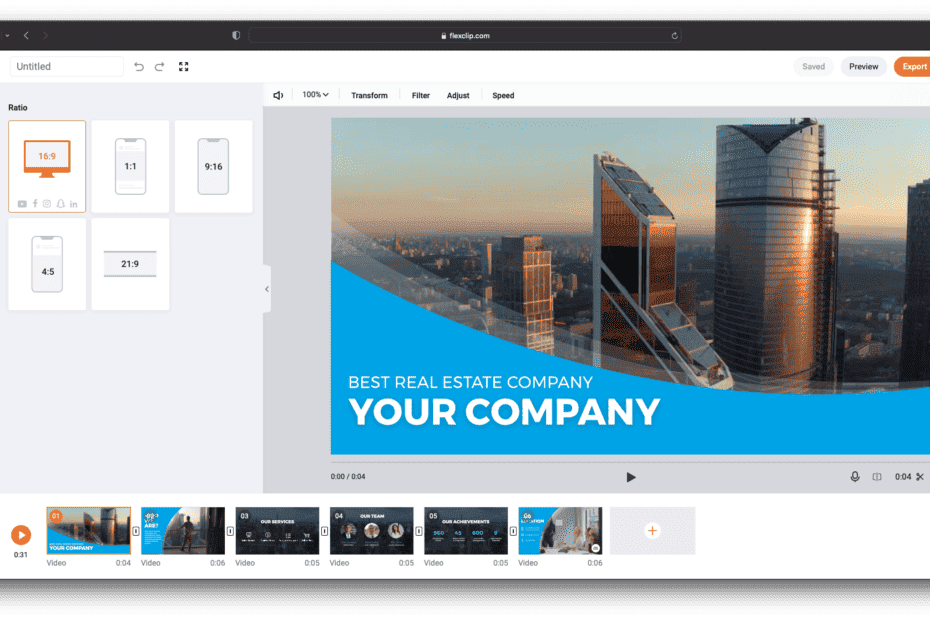 flexclip.com
Untitled
Saved
Preview
Export
100%
Transform
Filter
Adjust
Speed
Ratio
16:9
1:1
9:16
4:5
21:9
BEST REAL ESTATE COMPANY
YOUR COMPANY
0:00 / 0:04
0:04
0:31
01
YOUR COMPANY
ARE?
03
OUR SERVICES
04
OUR TEAM
05
OUR ACHIEVEMENTS
Video 0:04
Video 0:06
Video 0:05
Video 0:05
Video 0:05
Video 0:06